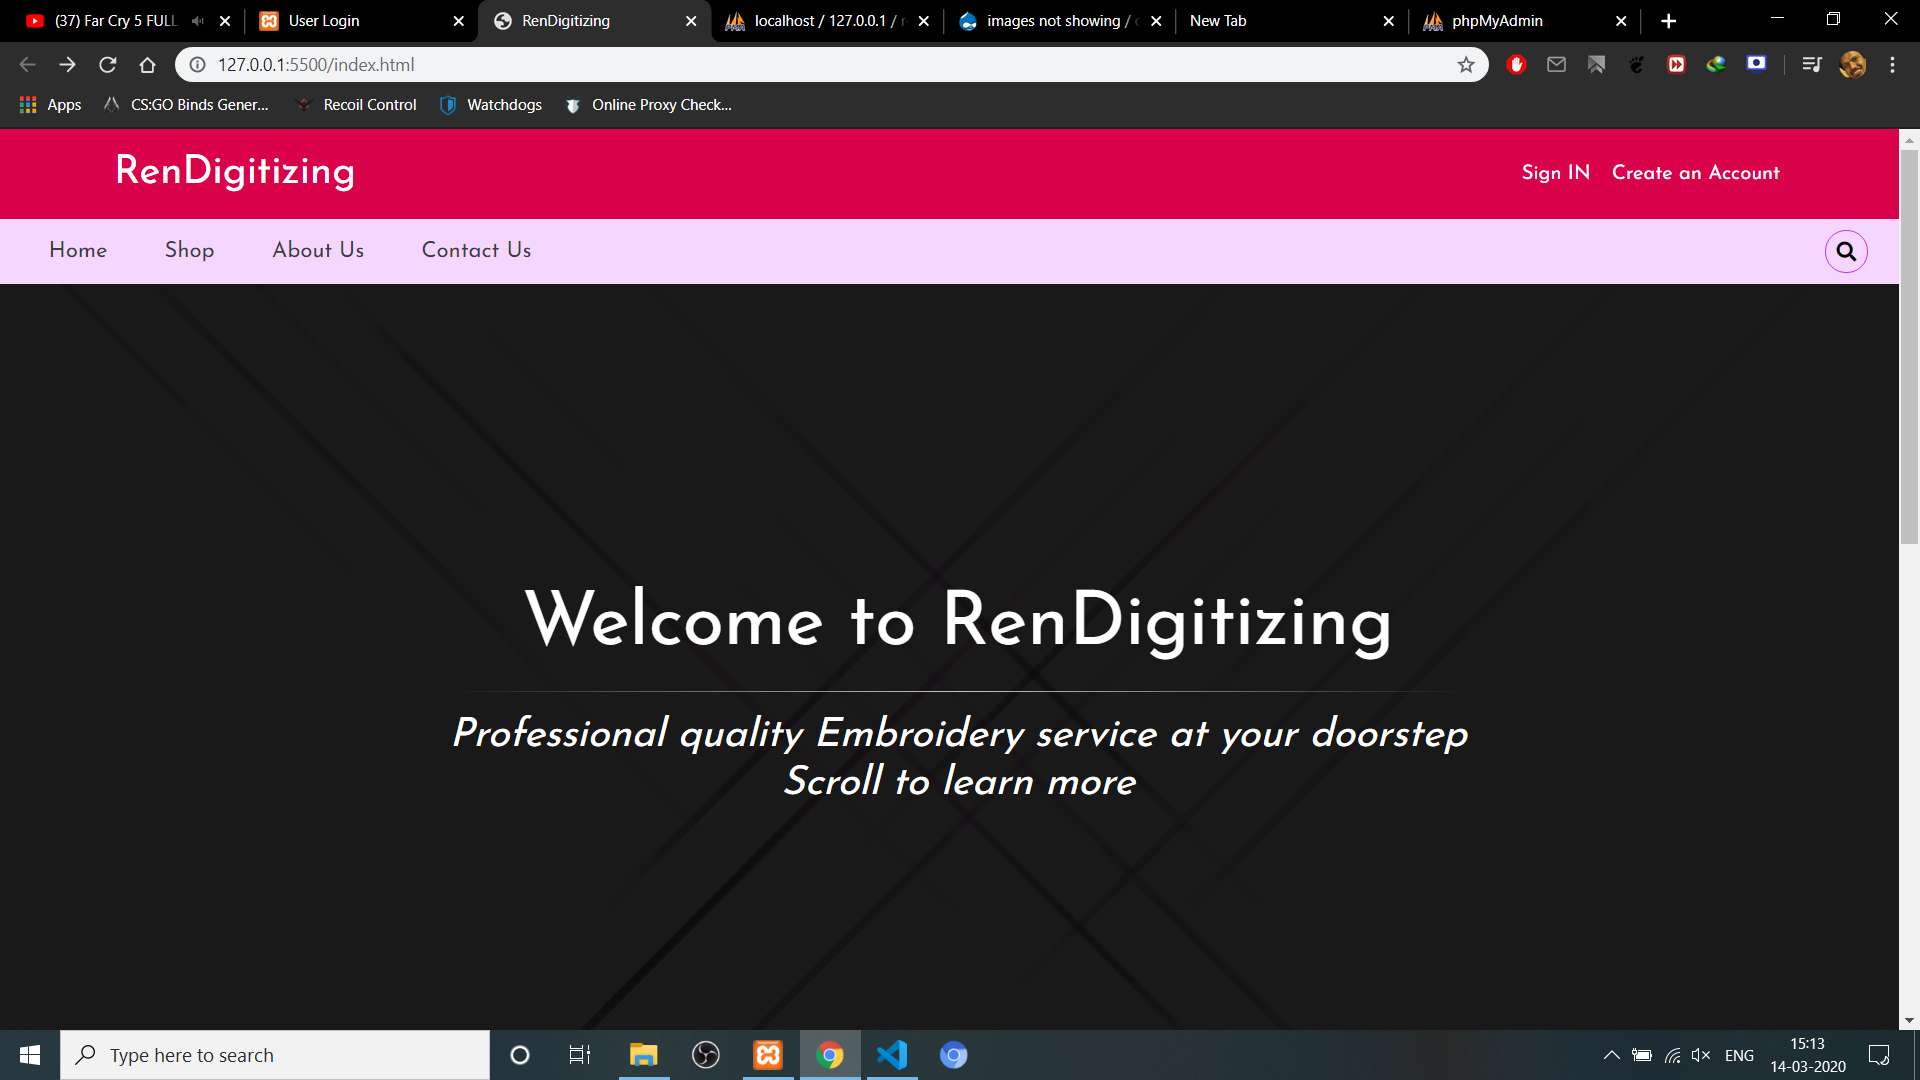 (37) Far Cry 5 FULL
User Login
RenDigitizing
localhost / 127.0.0.1 /
images not showing /
New Tab
phpMyAdmin
127.0.0.1:5500/index.html
Apps
CS:GO Binds Gener...
Recoil Control
Watchdogs
Online Proxy Check...
RenDigitizing
Sign IN
Create an Account
Home
Shop
About Us
Contact Us
Welcome to RenDigitizing
Professional quality Embroidery service at your doorstep
Scroll to learn more
Type here to search
ENG
15:13
14-03-2020